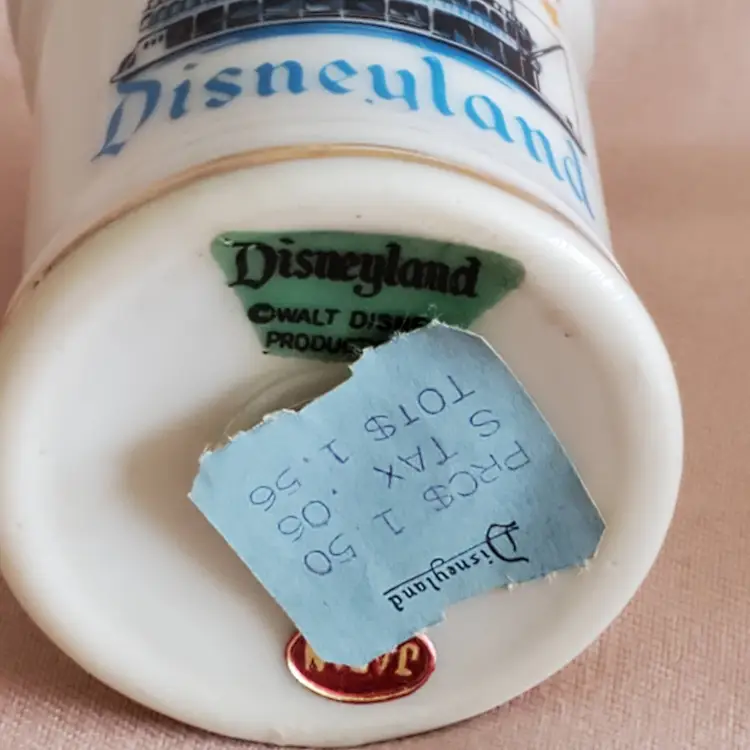 Disneyland
Disneyland
©WALT DISNE
PRODUC
Disneyland
PRC$ 1.50
S TAX .06
TOT$ 1.56
JAPAN